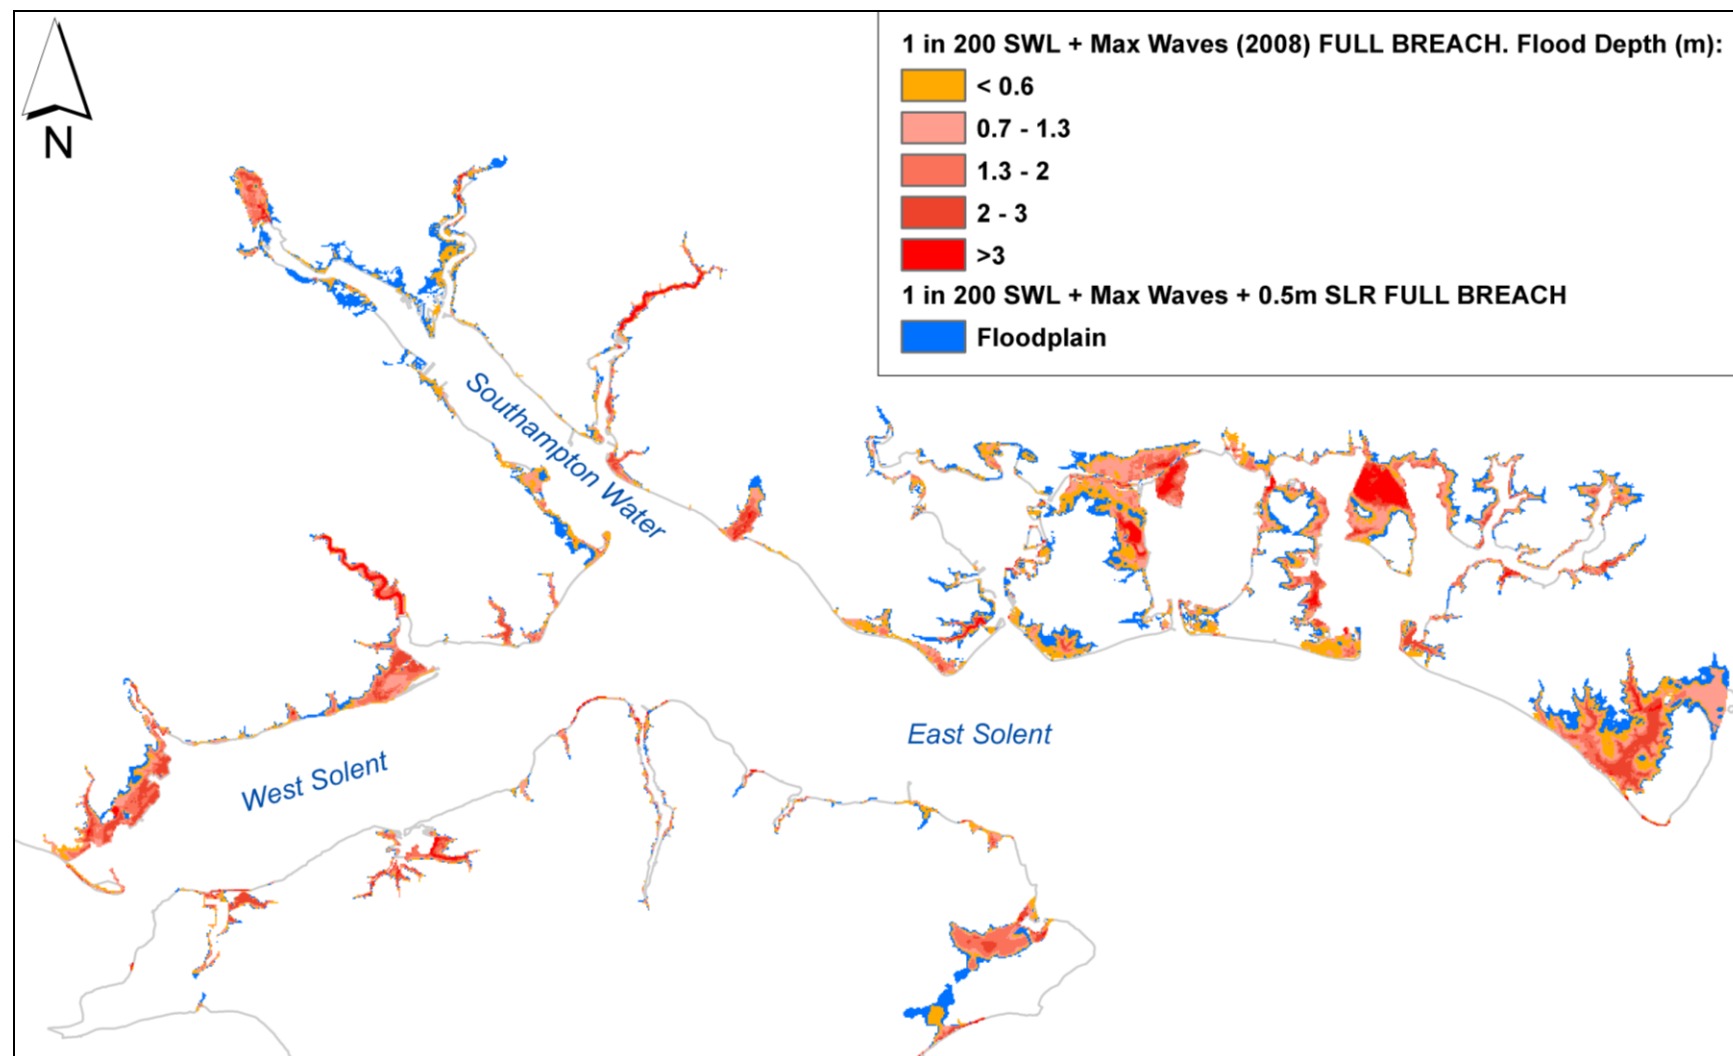 N
1 in 200 SWL + Max Waves (2008) FULL BREACH. Flood Depth (m):
< 0.6
0.7 - 1.3
1.3 - 2
2 - 3
>3
1 in 200 SWL + Max Waves + 0.5m SLR FULL BREACH
Floodplain
Southampton Water
East Solent
West Solent